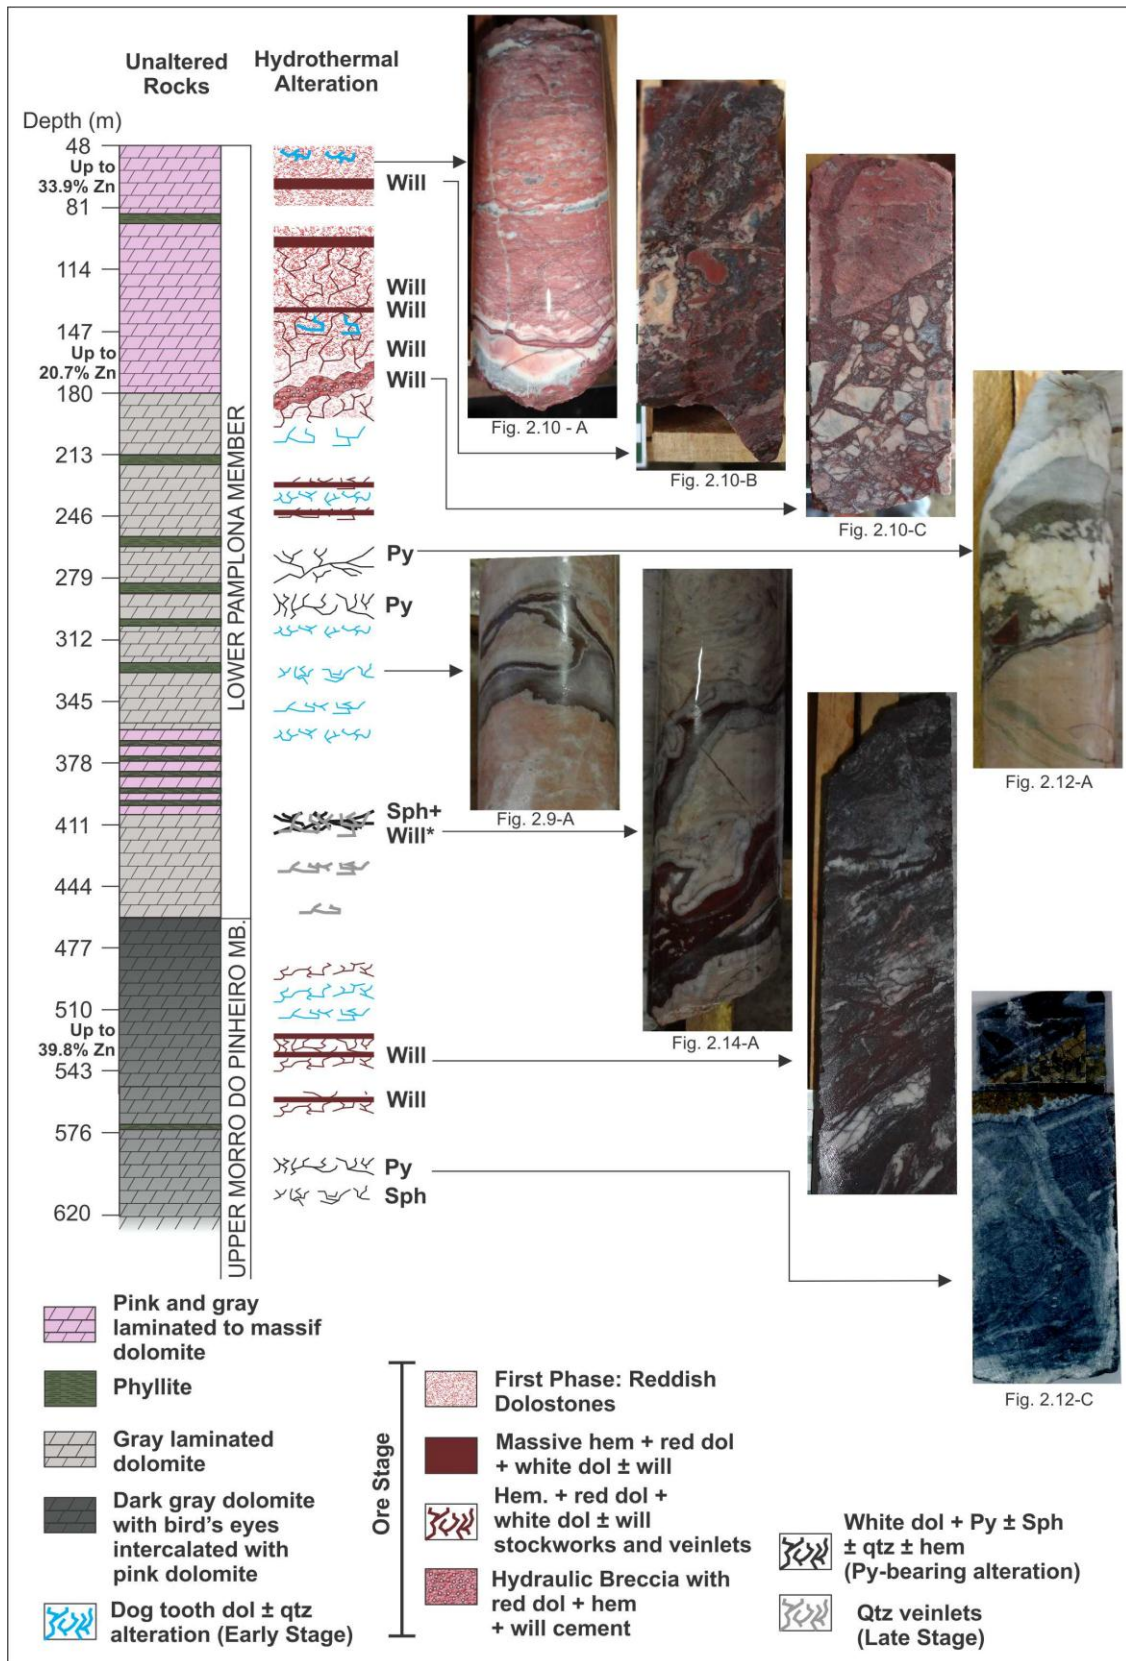 Unaltered
Rocks
Hydrothermal
Alteration
Depth (m)
48
Up to
33.9% Zn
81
114
147
Up to
20.7% Zn
180
213
246
279
312
345
378
411
444
477
510
Up to
39.8% Zn
543
576
620
LOWER PAMPLONA MEMBER
UPPER MORRO DO PINHEIRO MB.
Will
Will
Will
Will
Will
Py
Py
Sph+
Will*
Will
Will
Py
Sph
Fig. 2.10 - A
Fig. 2.10-B
Fig. 2.10-C
Fig. 2.12-A
Fig. 2.9-A
Fig. 2.14-A
Fig. 2.12-C
Pink and gray
laminated to massif
dolomite
Phyllite
Gray laminated
dolomite
Dark gray dolomite
with bird's eyes
intercalated with
pink dolomite
Dog tooth dol ± qtz
alteration (Early Stage)
Ore Stage
First Phase: Reddish
Dolostones
Massive hem + red dol
+ white dol ± will
Hem. + red dol +
white dol ± will
stockworks and veinlets
Hydraulic Breccia with
red dol + hem
+ will cement
White dol + Py ± Sph
± qtz ± hem
(Py-bearing alteration)
Qtz veinlets
(Late Stage)